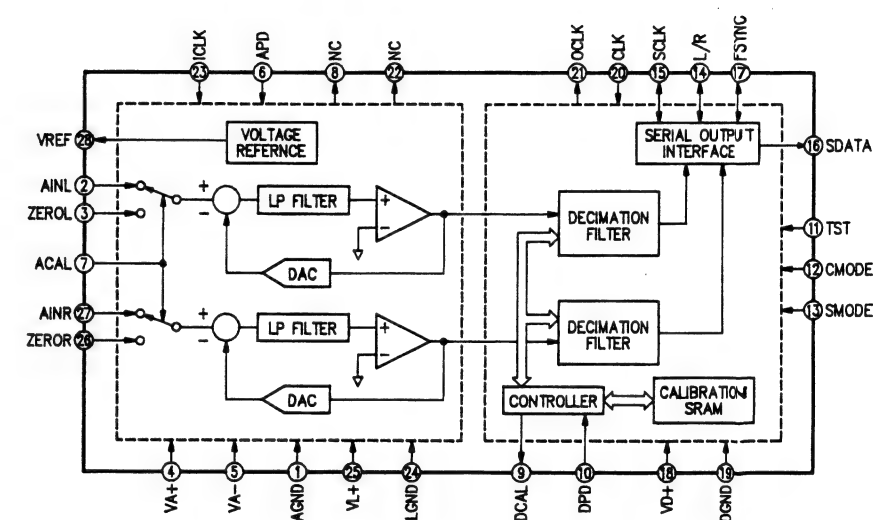 ICLK
APD
NC
NC
OCLK
CLK
SCLK
L/R
FSYNC
23
6
8
22
21
20
15
14
17
VREF 28
VOLTAGE
REFERNCE
SERIAL OUTPUT
INTERFACE
16 SDATA
AINL 2
+
−
LP FILTER
+
−
ZEROL 3
DECIMATION
FILTER
11 TST
ACAL 7
DAC
12 CMODE
AINR 27
+
−
LP FILTER
+
−
ZEROR 26
DECIMATION
FILTER
13 SMODE
DAC
CONTROLLER
CALIBRATION/
SRAM
4
5
1
25
24
9
10
18
19
VA+
VA-
AGND
VL+
LGND
DCAL
DPD
VD+
DGND